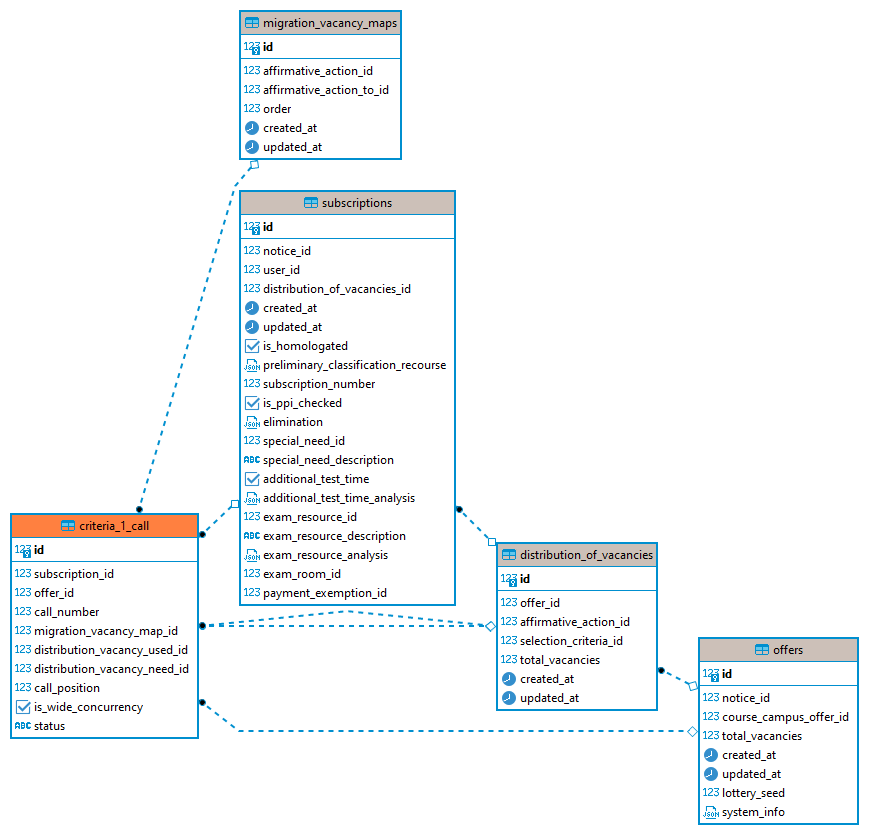 migration_vacancy_maps
123 id
123 affirmative_action_id
123 affirmative_action_to_id
123 order
created_at
updated_at
subscriptions
123 id
123 notice_id
123 user_id
123 distribution_of_vacancies_id
created_at
updated_at
is_homologated
JSON preliminary_classification_recourse
123 subscription_number
is_ppi_checked
JSON elimination
123 special_need_id
ABC special_need_description
additional_test_time
JSON additional_test_time_analysis
123 exam_resource_id
ABC exam_resource_description
JSON exam_resource_analysis
123 exam_room_id
123 payment_exemption_id
criteria_1_call
123 id
123 subscription_id
123 offer_id
123 call_number
123 migration_vacancy_map_id
123 distribution_vacancy_used_id
123 distribution_vacancy_need_id
123 call_position
is_wide_concurrency
ABC status
distribution_of_vacancies
123 id
123 offer_id
123 affirmative_action_id
123 selection_criteria_id
123 total_vacancies
created_at
updated_at
offers
123 id
123 notice_id
123 course_campus_offer_id
123 total_vacancies
created_at
updated_at
123 lottery_seed
JSON system_info